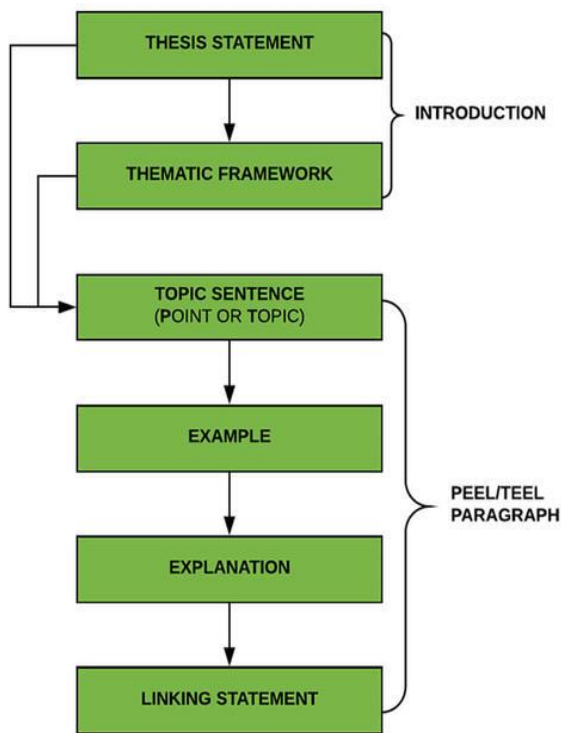 THESIS STATEMENT
INTRODUCTION
THEMATIC FRAMEWORK
TOPIC SENTENCE
(POINT OR TOPIC)
EXAMPLE
PEEL/TEEL
PARAGRAPH
EXPLANATION
LINKING STATEMENT